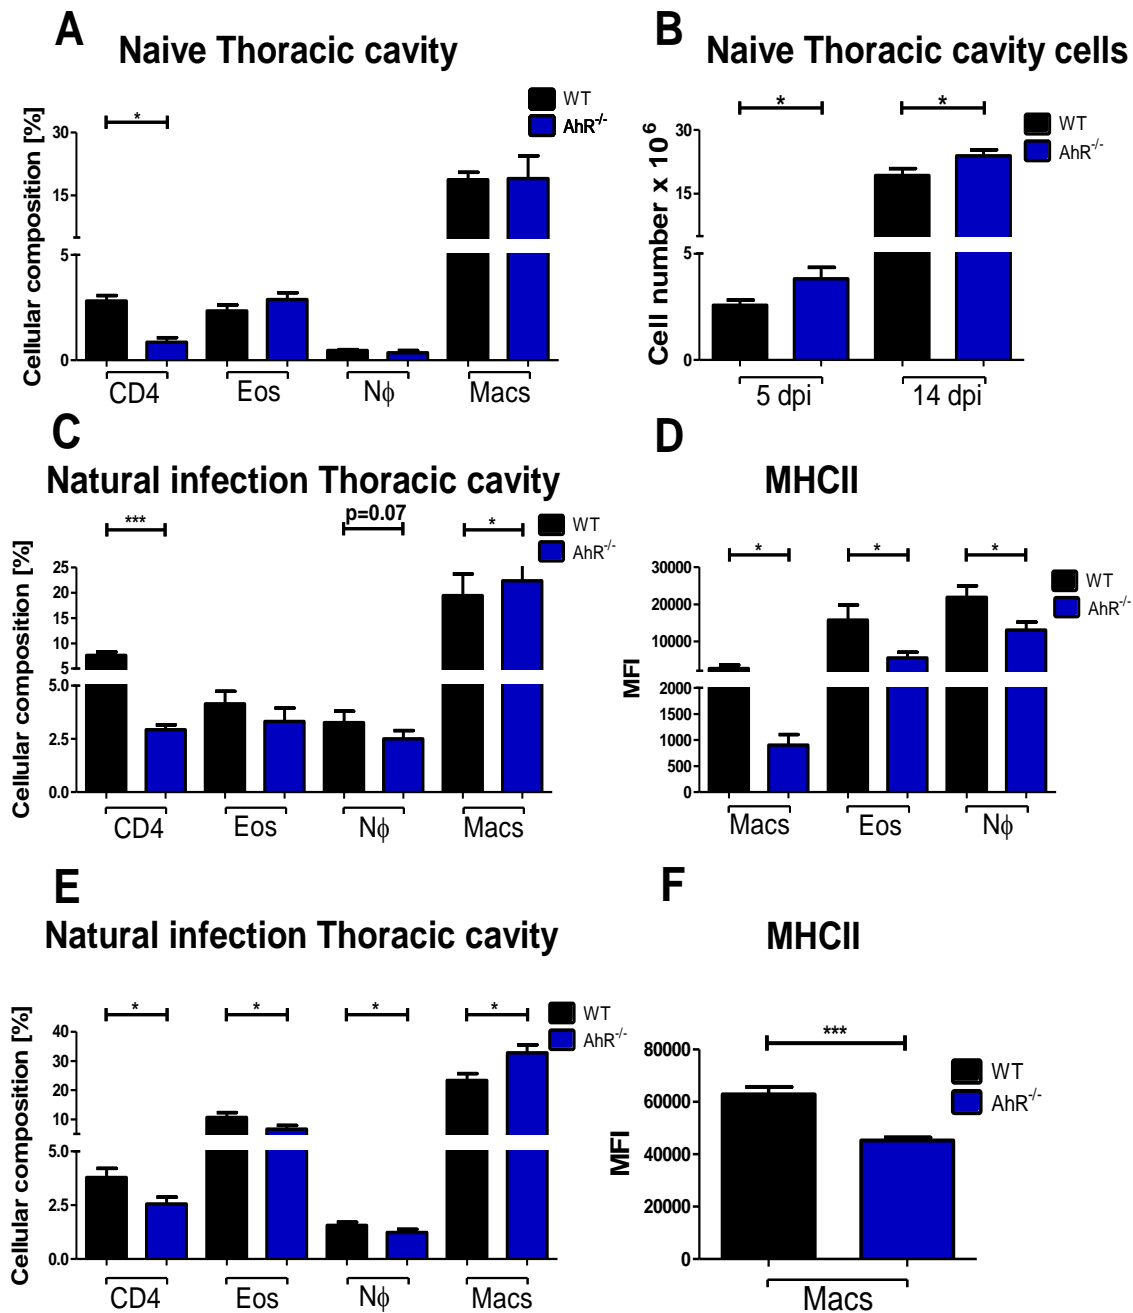 A
Naive Thoracic cavity
Cellular composition [%]
30
15
5
0
*
WT
AhR-/-
CD4
Eos
Nϕ
Macs
B
Naive Thoracic cavity cells
Cell number x 10^6
30
15
5
0
*
*
WT
AhR-/-
5 dpi
14 dpi
C
Natural infection Thoracic cavity
Cellular composition [%]
25
20
15
10
5
5.0
2.5
0.0
***
p=0.07
*
WT
AhR-/-
CD4
Eos
Nϕ
Macs
D
MHCII
MFI
30000
20000
10000
2000
1500
1000
500
0
*
*
*
WT
AhR-/-
Macs
Eos
Nϕ
E
Natural infection Thoracic cavity
Cellular composition [%]
40
30
20
10
5.0
2.5
0.0
*
*
*
*
WT
AhR-/-
CD4
Eos
Nϕ
Macs
F
MHCII
MFI
80000
60000
40000
20000
0
***
WT
AhR-/-
Macs